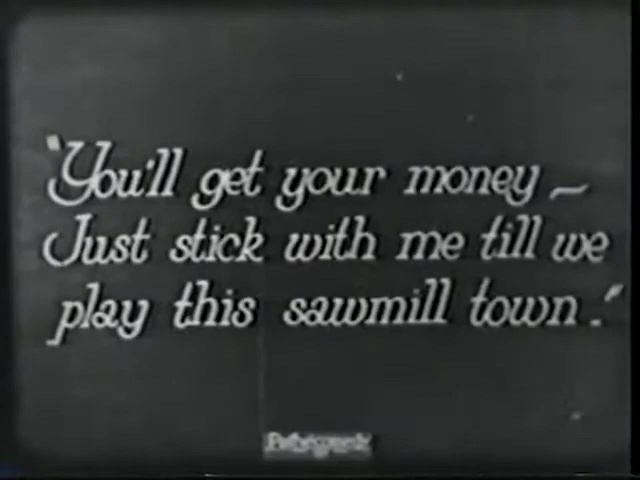 "You'll get your money ~
Just stick with me till we
play this sawmill town."